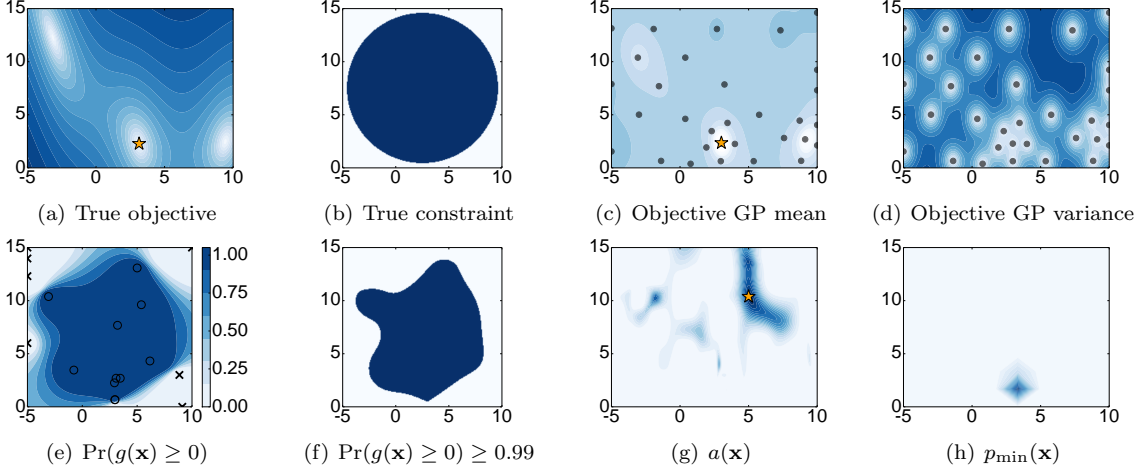 15
10
5
0
-5 0 5 10
(a) True objective
15
10
5
0
-5 0 5 10
(b) True constraint
15
10
5
0
-5 0 5 10
(c) Objective GP mean
15
10
5
0
-5 0 5 10
(d) Objective GP variance
15
10
5
0
-5 0 5 10
1.00
0.75
0.50
0.25
0.00
(e) Pr(g(x) ≥ 0)
15
10
5
0
-5 0 5 10
(f) Pr(g(x) ≥ 0) ≥ 0.99
15
10
5
0
-5 0 5 10
(g) a(x)
15
10
5
0
-5 0 5 10
(h) p_min(x)